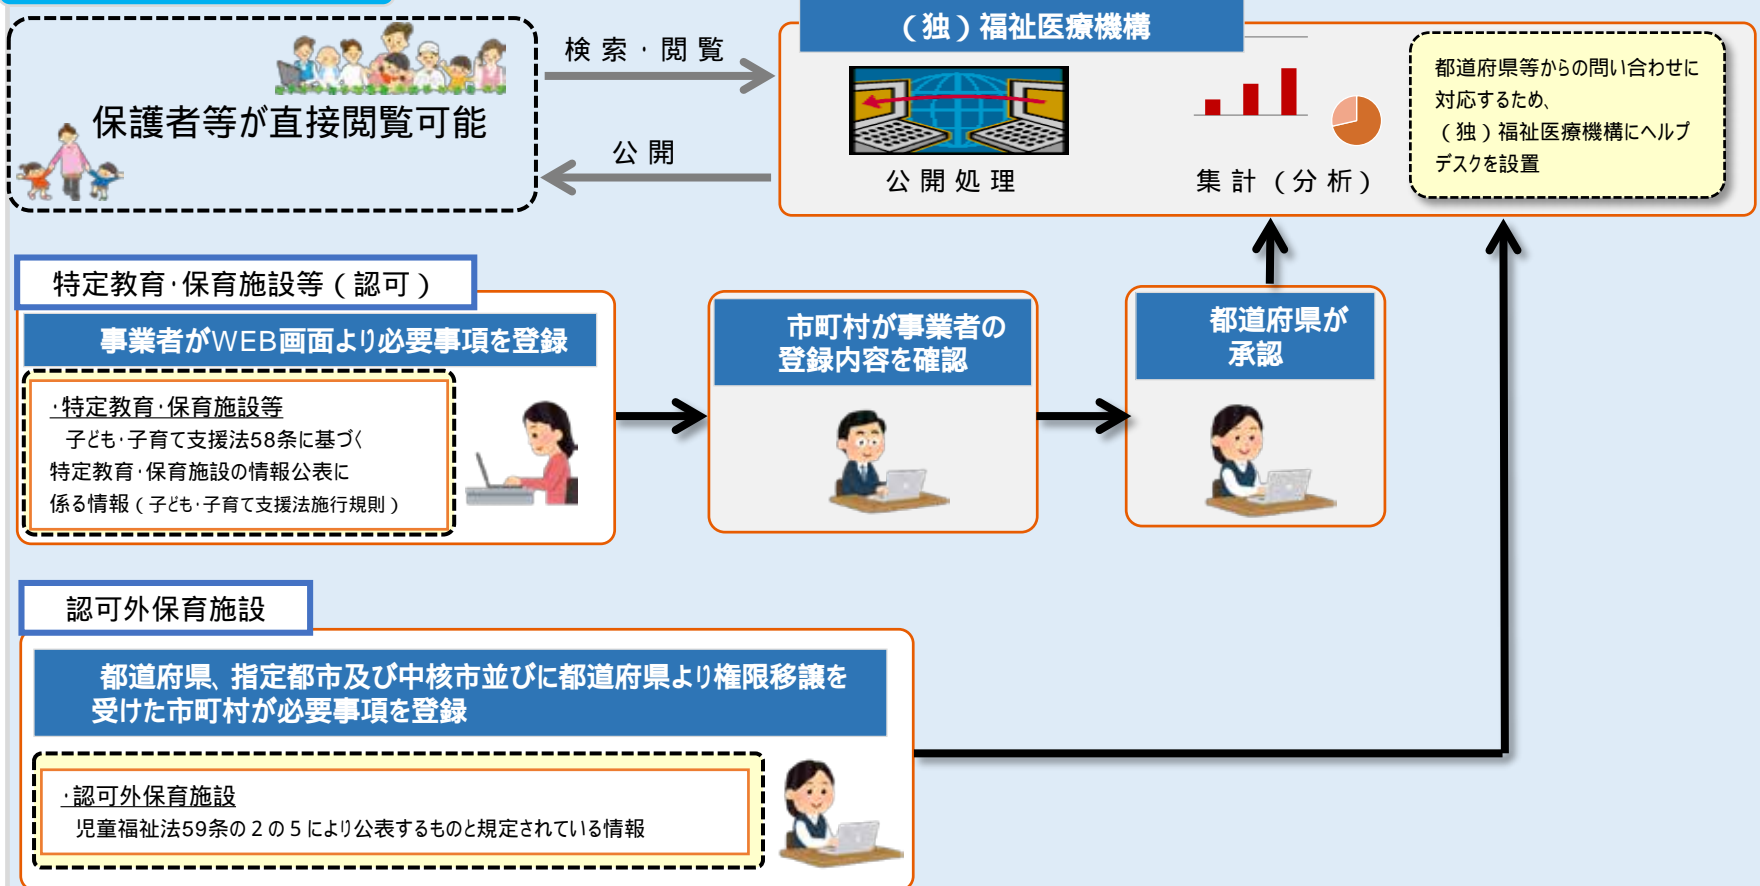 保護者等が直接閲覧可能
検索・閲覧
公開
（独）福祉医療機構
公開処理
集計（分析）
都道府県等からの問い合わせに
対応するため、
（独）福祉医療機構にヘルプ
デスクを設置
特定教育・保育施設等（認可）
事業者がWEB画面より必要事項を登録
・特定教育・保育施設等
子ども・子育て支援法58条に基づく
特定教育・保育施設の情報公表に
係る情報（子ども・子育て支援法施行規則）
市町村が事業者の
登録内容を確認
都道府県が
承認
認可外保育施設
都道府県、指定都市及び中核市並びに都道府県より権限移譲を
受けた市町村が必要事項を登録
・認可外保育施設
児童福祉法59条の２の５により公表するものと規定されている情報